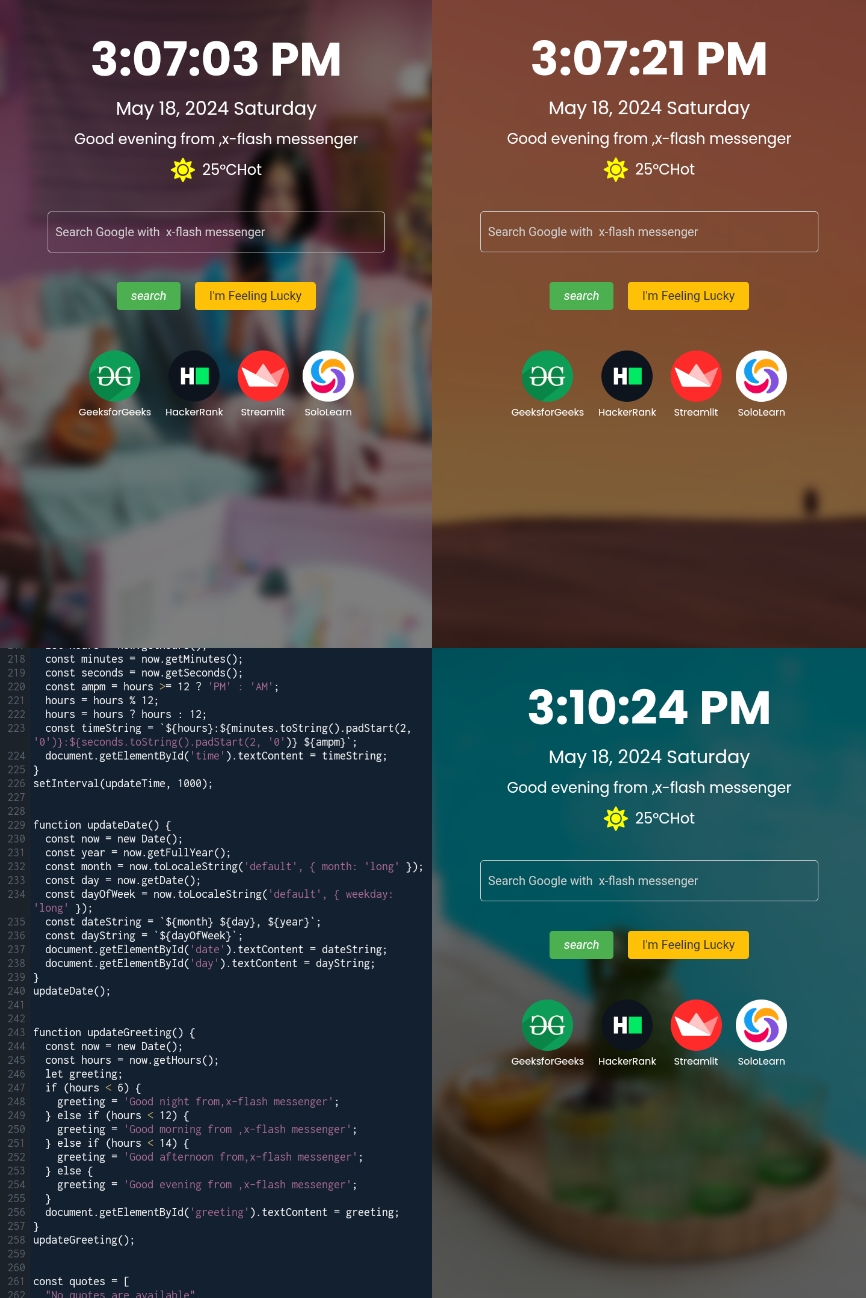 3:07:03 PM
May 18, 2024 Saturday
Good evening from ,x-flash messenger
25°CHot
Search Google with  x-flash messenger
search
I'm Feeling Lucky
GeeksforGeeks
HackerRank
Streamlit
SoloLearn
3:07:21 PM
May 18, 2024 Saturday
Good evening from ,x-flash messenger
25°CHot
Search Google with  x-flash messenger
search
I'm Feeling Lucky
GeeksforGeeks
HackerRank
Streamlit
SoloLearn
218 const minutes = now.getMinutes();
219 const seconds = now.getSeconds();
220 const ampm = hours >= 12 ? 'PM' : 'AM';
221 hours = hours % 12;
222 hours = hours ? hours : 12;
223 const timeString = `${hours}:${minutes.toString().padStart(2,
'0')}:${seconds.toString().padStart(2, '0')} ${ampm}`;
224 document.getElementById('time').textContent = timeString;
225 }
226 setInterval(updateTime, 1000);
227
228
229 function updateDate() {
230 const now = new Date();
231 const year = now.getFullYear();
232 const month = now.toLocaleString('default', { month: 'long' });
233 const day = now.getDate();
234 const dayOfWeek = now.toLocaleString('default', { weekday:
'long' });
235 const dateString = `${month} ${day}, ${year}`;
236 const dayString = `${dayOfWeek}`;
237 document.getElementById('date').textContent = dateString;
238 document.getElementById('day').textContent = dayString;
239 }
240 updateDate();
241
242
243 function updateGreeting() {
244 const now = new Date();
245 const hours = now.getHours();
246 let greeting;
247 if (hours < 6) {
248 greeting = 'Good night from,x-flash messenger';
249 } else if (hours < 12) {
250 greeting = 'Good morning from ,x-flash messenger';
251 } else if (hours < 14) {
252 greeting = 'Good afternoon from,x-flash messenger';
253 } else {
254 greeting = 'Good evening from ,x-flash messenger';
255 }
256 document.getElementById('greeting').textContent = greeting;
257 }
258 updateGreeting();
259
260
261 const quotes = [
262 "No quotes are available"
3:10:24 PM
May 18, 2024 Saturday
Good evening from ,x-flash messenger
25°CHot
Search Google with  x-flash messenger
search
I'm Feeling Lucky
GeeksforGeeks
HackerRank
Streamlit
SoloLearn